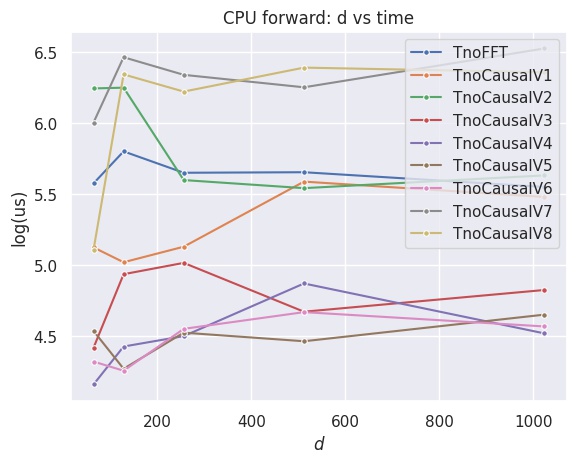 CPU forward: d vs time
log(us)
6.5
6.0
5.5
5.0
4.5
200
400
600
800
1000
d
TnoFFT
TnoCausalV1
TnoCausalV2
TnoCausalV3
TnoCausalV4
TnoCausalV5
TnoCausalV6
TnoCausalV7
TnoCausalV8